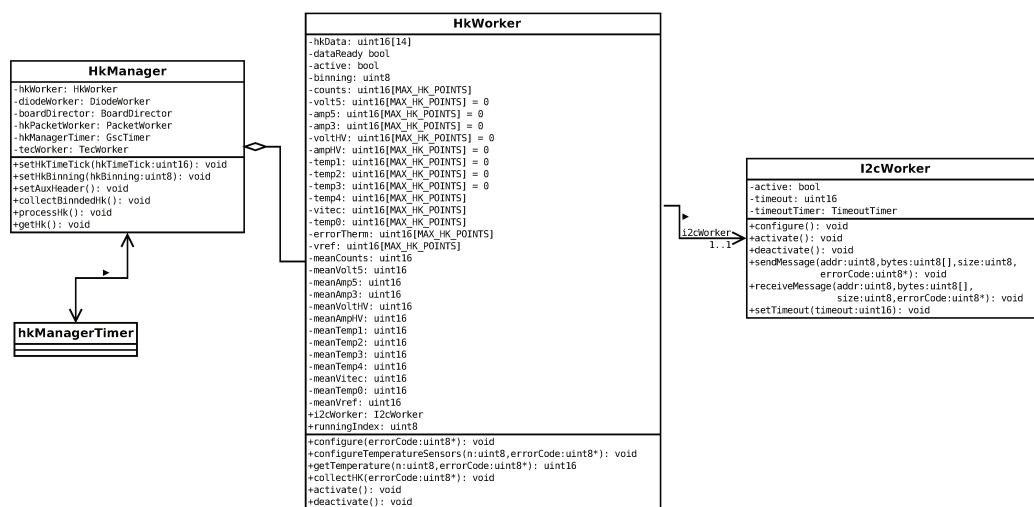 HkManager
-hkWorker: HkWorker
-diodeWorker: DiodeWorker
-boardDirector: BoardDirector
-hkPacketWorker: PacketWorker
-hkManagerTimer: GscTimer
-tecWorker: TecWorker
+setHkTimeTick(hkTimeTick:uint16): void
+setHkBinning(hkBinning:uint8): void
+setAuxHeader(): void
+collectBinndedHk(): void
+processHk(): void
+getHk(): void
hkManagerTimer
HkWorker
-hkData: uint16[14]
-dataReady bool
-active: bool
-binning: uint8
-counts: uint16[MAX_HK_POINTS]
-volt5: uint16[MAX_HK_POINTS] = 0
-amp5: uint16[MAX_HK_POINTS] = 0
-amp3: uint16[MAX_HK_POINTS] = 0
-voltHV: uint16[MAX_HK_POINTS] = 0
-ampHV: uint16[MAX_HK_POINTS]
-temp1: uint16[MAX_HK_POINTS] = 0
-temp2: uint16[MAX_HK_POINTS] = 0
-temp3: uint16[MAX_HK_POINTS] = 0
-temp4: uint16[MAX_HK_POINTS]
-vitec: uint16[MAX_HK_POINTS]
-temp0: uint16[MAX_HK_POINTS]
-errorTherm: uint16[MAX_HK_POINTS]
-vref: uint16[MAX_HK_POINTS]
-meanCounts: uint16
-meanVolt5: uint16
-meanAmp5: uint16
-meanAmp3: uint16
-meanVoltHV: uint16
-meanAmpHV: uint16
-meanTemp1: uint16
-meanTemp2: uint16
-meanTemp3: uint16
-meanTemp4: uint16
-meanVitec: uint16
-meanTemp0: uint16
-meanVref: uint16
+i2cWorker: I2cWorker
+runningIndex: uint8
+configure(errorCode:uint8*): void
+configureTemperatureSensors(n:uint8,errorCode:uint8*): void
+getTemperature(n:uint8,errorCode:uint8*): uint16
+collectHK(errorCode:uint8*): void
+activate(): void
+deactivate(): void
i2cWorker
1..1
I2cWorker
-active: bool
-timeout: uint16
-timeoutTimer: TimeoutTimer
+configure(): void
+activate(): void
+deactivate(): void
+sendMessage(addr:uint8,bytes:uint8[],size:uint8,
errorCode:uint8*): void
+receiveMessage(addr:uint8,bytes:uint8[],
size:uint8,errorCode:uint8*): void
+setTimeout(timeout:uint16): void